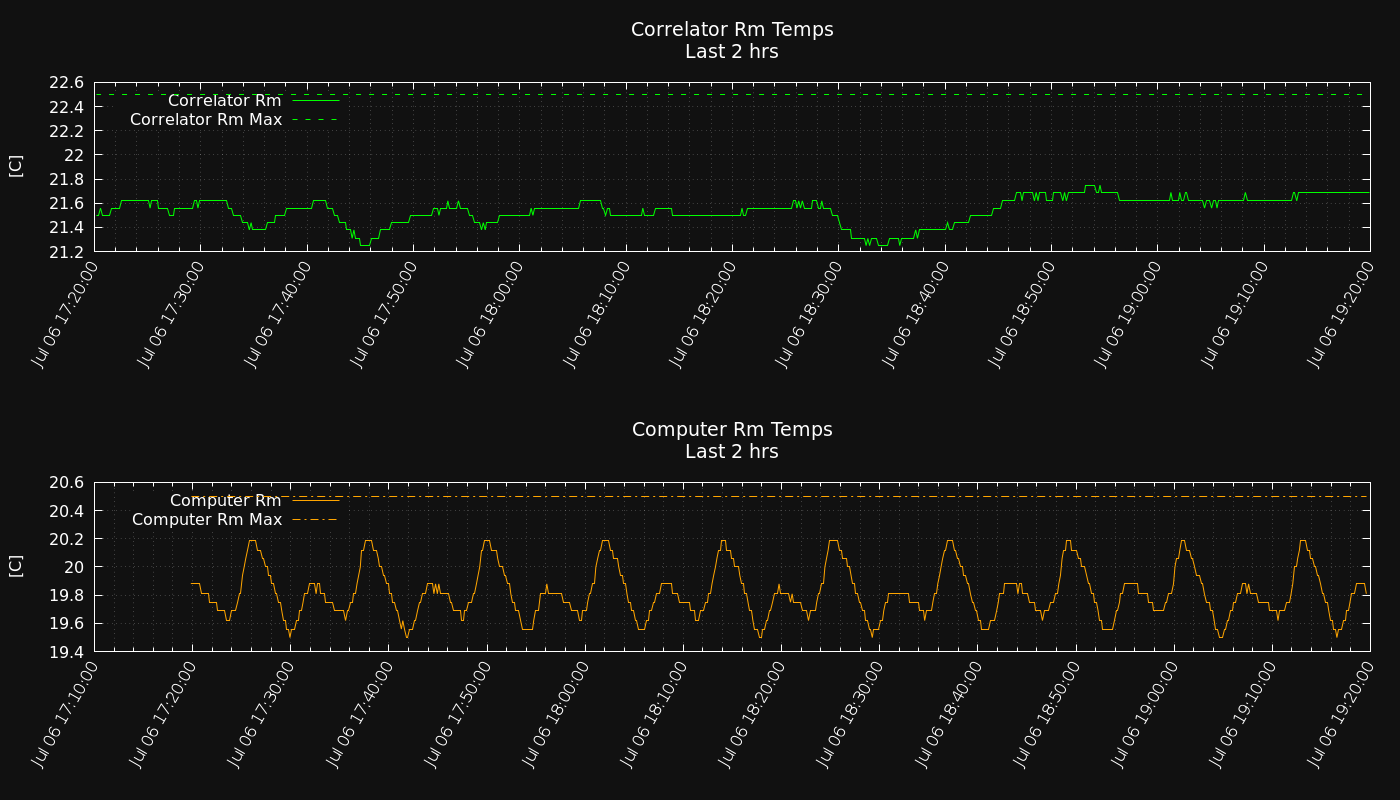 Correlator Rm Temps
Last 2 hrs
[C]
22.6
22.4
22.2
22
21.8
21.6
21.4
21.2
Correlator Rm
Correlator Rm Max
Jul 06 17:20:00
Jul 06 17:30:00
Jul 06 17:40:00
Jul 06 17:50:00
Jul 06 18:00:00
Jul 06 18:10:00
Jul 06 18:20:00
Jul 06 18:30:00
Jul 06 18:40:00
Jul 06 18:50:00
Jul 06 19:00:00
Jul 06 19:10:00
Jul 06 19:20:00
Computer Rm Temps
Last 2 hrs
[C]
20.6
20.4
20.2
20
19.8
19.6
19.4
Computer Rm
Computer Rm Max
Jul 06 17:10:00
Jul 06 17:20:00
Jul 06 17:30:00
Jul 06 17:40:00
Jul 06 17:50:00
Jul 06 18:00:00
Jul 06 18:10:00
Jul 06 18:20:00
Jul 06 18:30:00
Jul 06 18:40:00
Jul 06 18:50:00
Jul 06 19:00:00
Jul 06 19:10:00
Jul 06 19:20:00